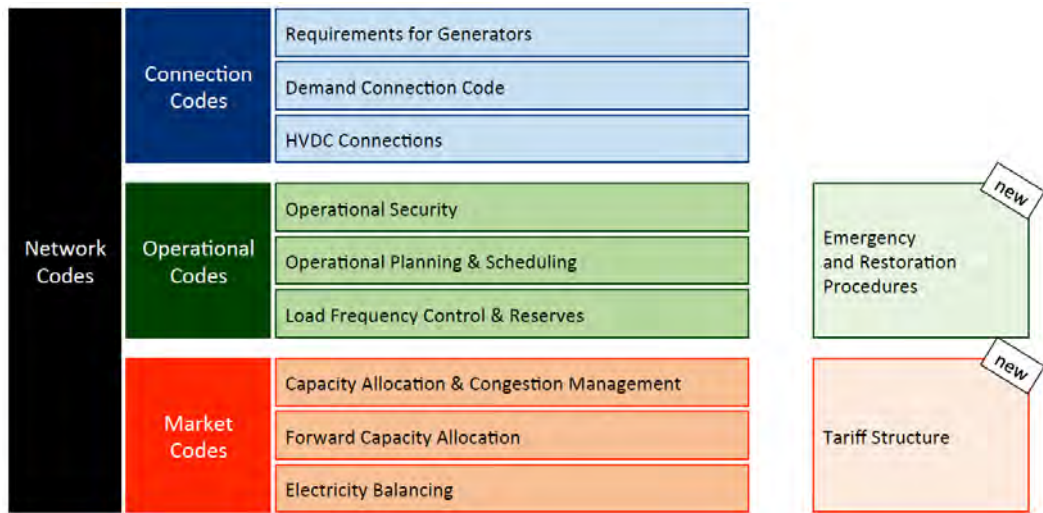 Network
Codes
Connection
Codes
Requirements for Generators
Demand Connection Code
HVDC Connections
Operational
Codes
Operational Security
Operational Planning & Scheduling
Load Frequency Control & Reserves
new
Emergency
and Restoration
Procedures
Market
Codes
Capacity Allocation & Congestion Management
Forward Capacity Allocation
Electricity Balancing
new
Tariff Structure